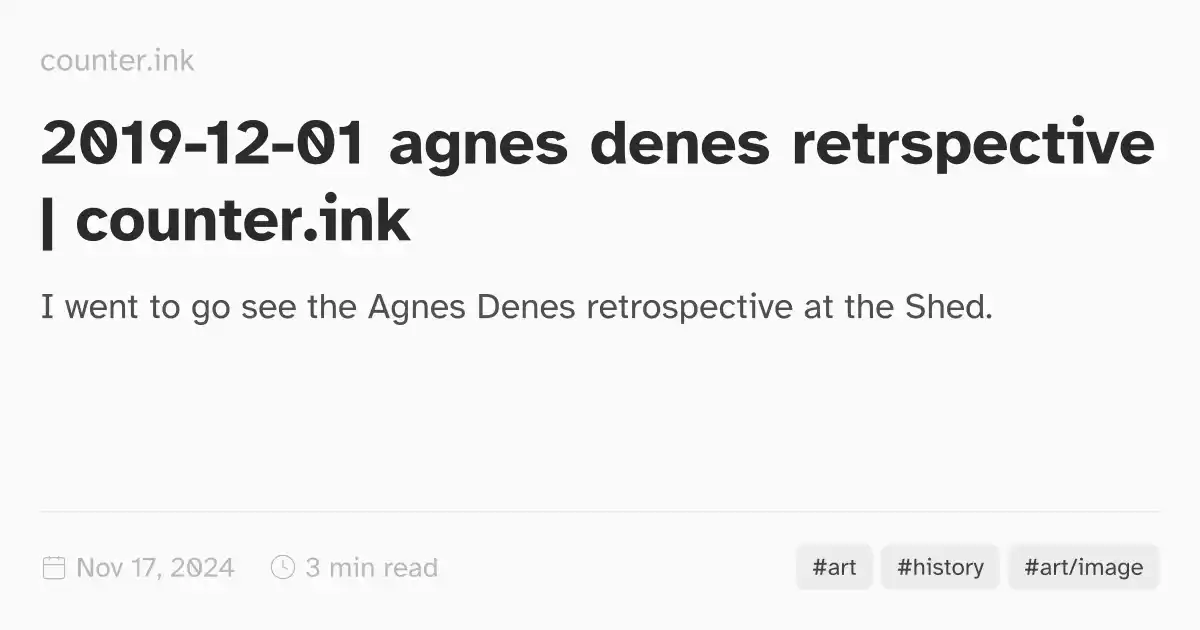 counter.ink
2019-12-01 agnes denes retrspective
| counter.ink
I went to go see the Agnes Denes retrospective at the Shed.
Nov 17, 2024 3 min read #art #history #art/image